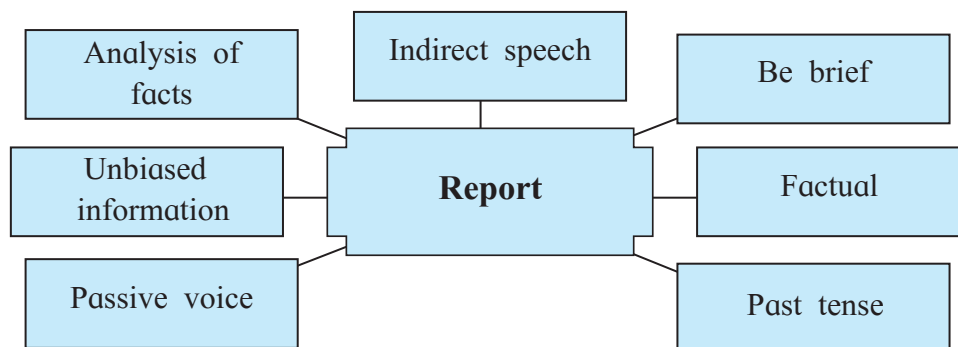 Analysis of
facts
Indirect speech
Be brief
Unbiased
information
Report
Factual
Passive voice
Past tense